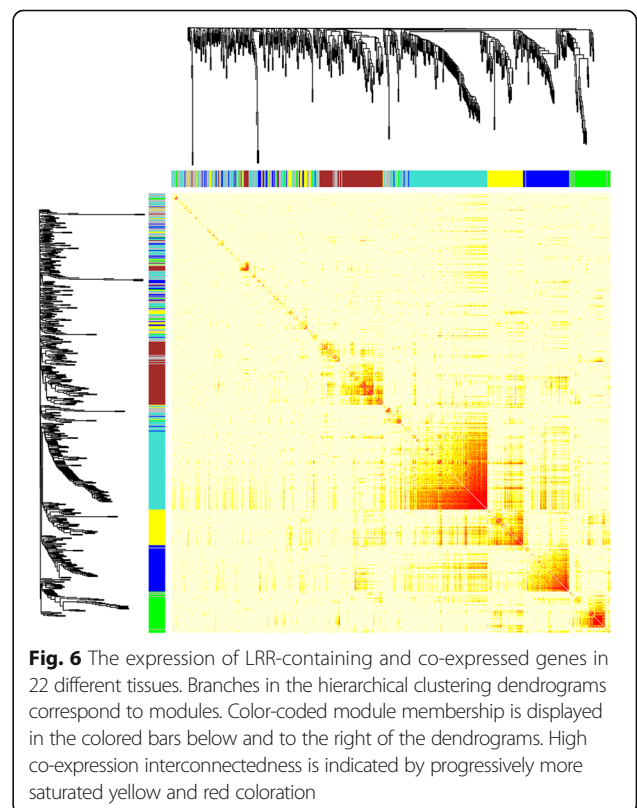 Fig. 6 The expression of LRR-containing and co-expressed genes in
22 different tissues. Branches in the hierarchical clustering dendrograms
correspond to modules. Color-coded module membership is displayed
in the colored bars below and to the right of the dendrograms. High
co-expression interconnectedness is indicated by progressively more
saturated yellow and red coloration